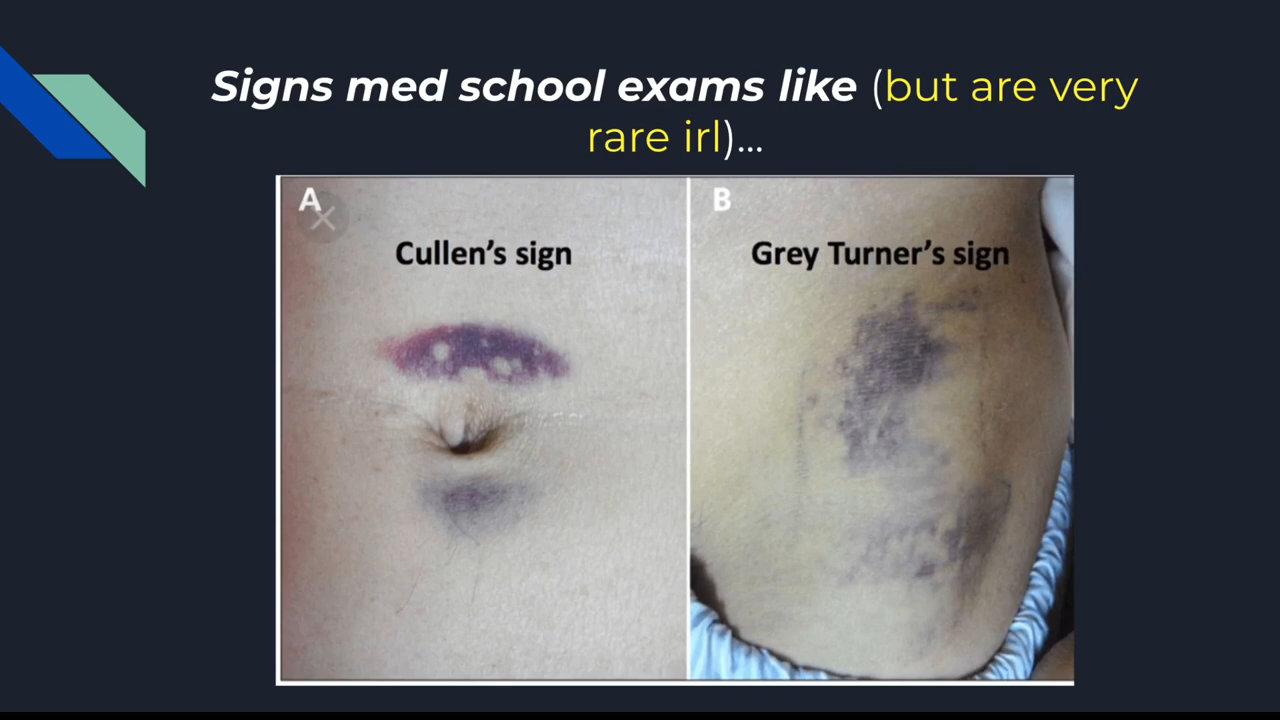 Signs med school exams like (but are very
rare irl)...
A
B
Cullen's sign
Grey Turner's sign